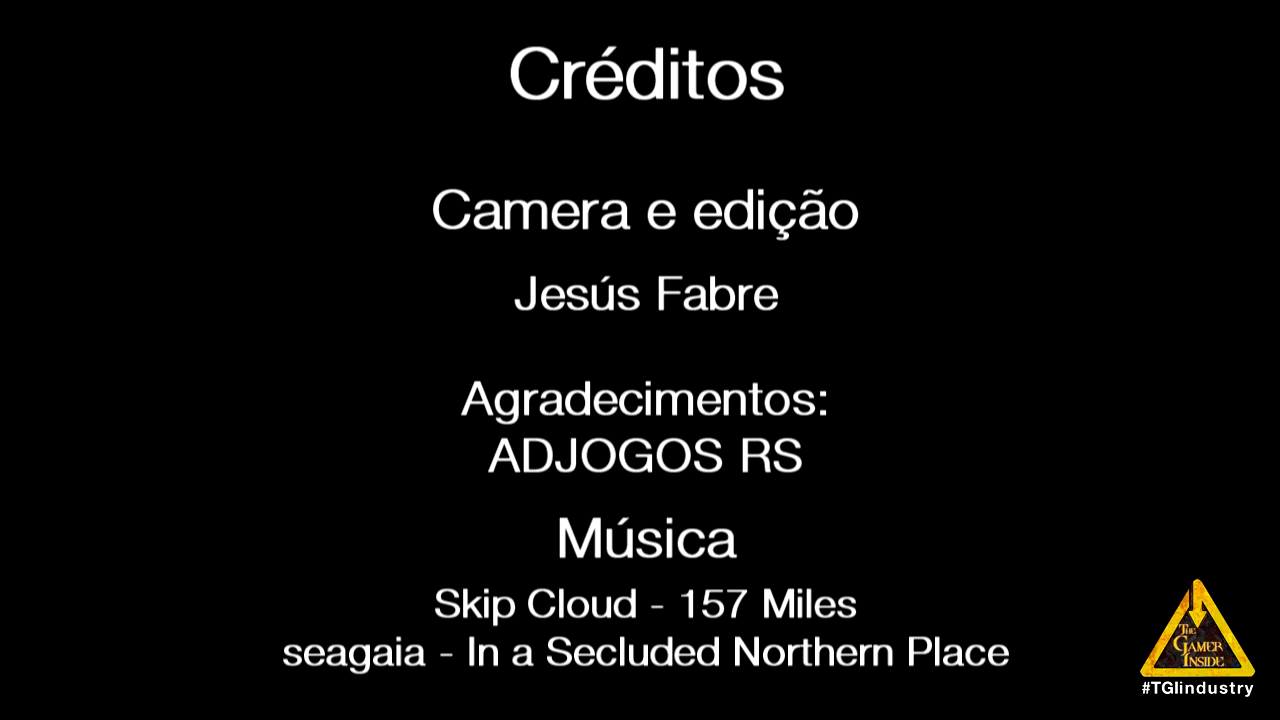 Créditos
Camera e edição
Jesús Fabre
Agradecimentos:
ADJOGOS RS
Música
Skip Cloud - 157 Miles
seagaia - In a Secluded Northern Place
THE
GAMER
INSIDE
#TGIindustry